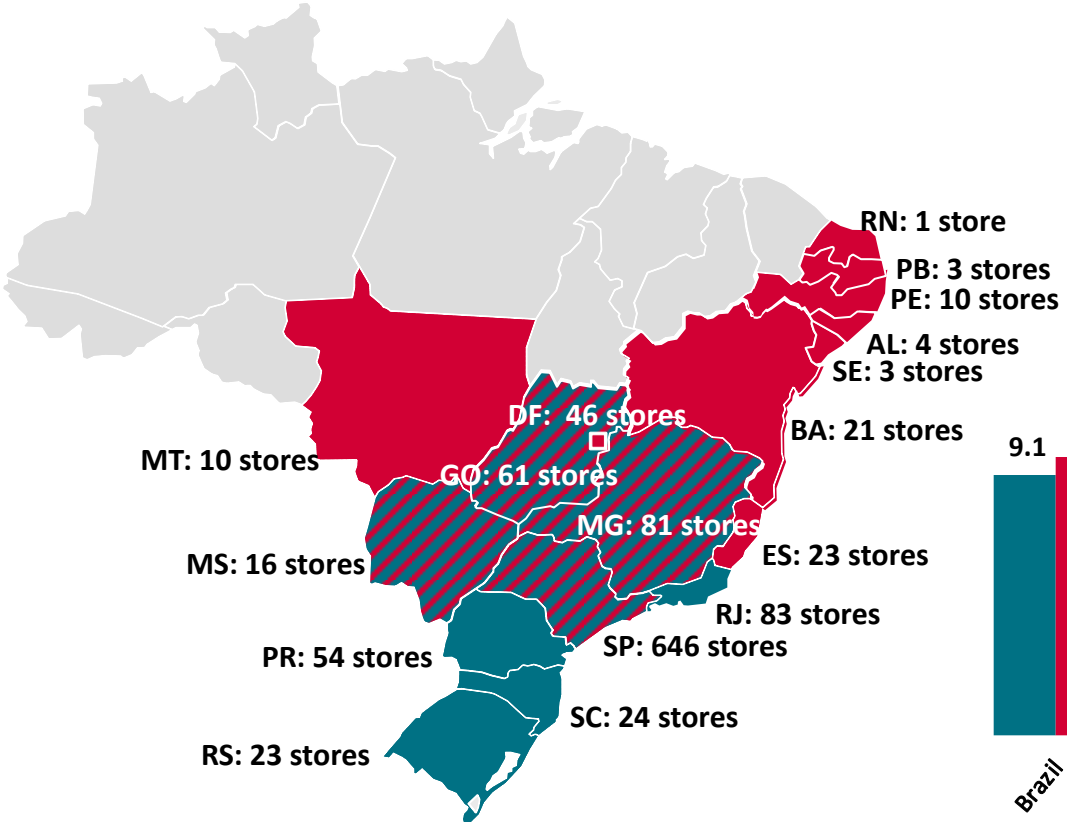 RN: 1 store
PB: 3 stores
PE: 10 stores
AL: 4 stores
SE: 3 stores
DF:  46 stores
BA: 21 stores
9.1
MT: 10 stores
GO: 61 stores
MG: 81 stores
ES: 23 stores
MS: 16 stores
RJ: 83 stores
SP: 646 stores
PR: 54 stores
SC: 24 stores
RS: 23 stores
Brazil